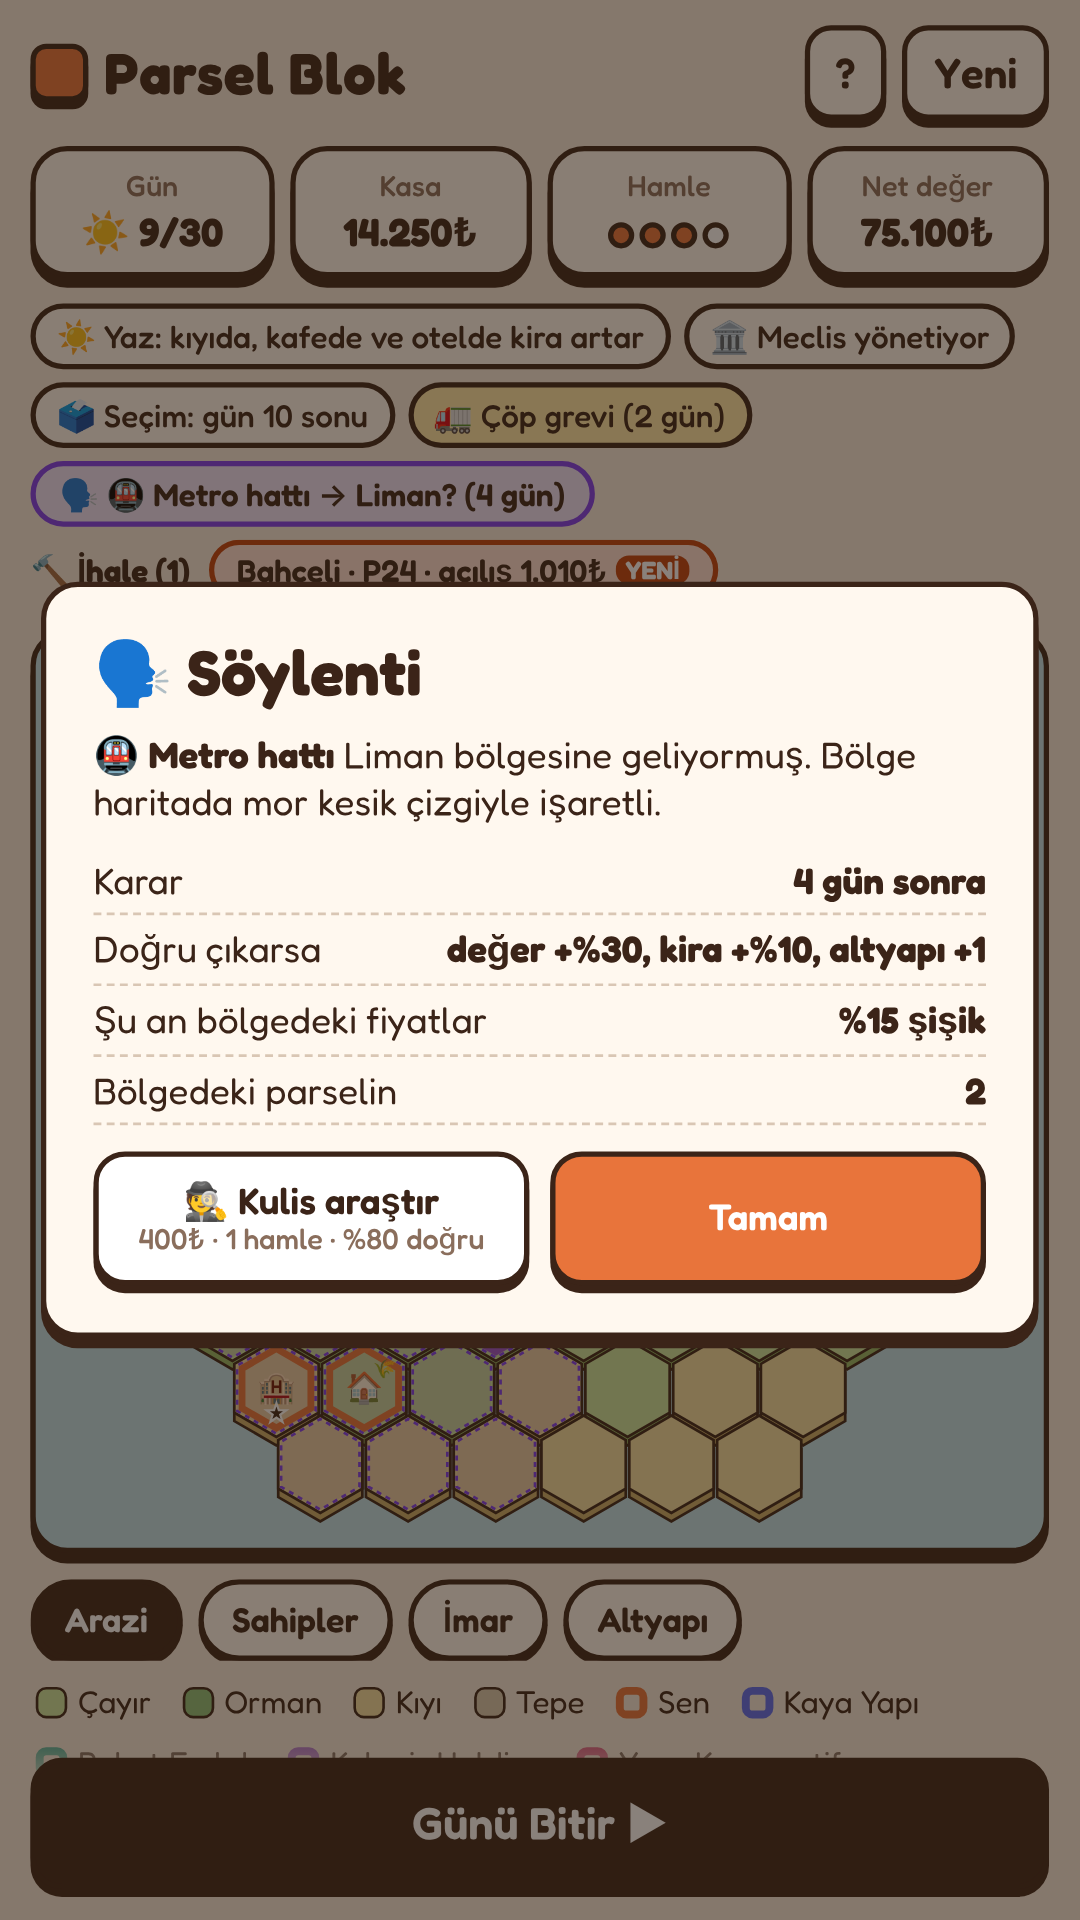 Parsel Blok
?
Yeni
Gün
9/30
Kasa
14.250₺
Hamle
Net değer
75.100₺
Yaz: kıyıda, kafede ve otelde kira artar
Meclis yönetiyor
Seçim: gün 10 sonu
Çöp grevi (2 gün)
Metro hattı → Liman? (4 gün)
İhale (1)
Bahçeli · P24 · açılış 1.010₺ YENİ
Söylenti
Metro hattı Liman bölgesine geliyormuş. Bölge
haritada mor kesik çizgiyle işaretli.
Karar
4 gün sonra
Doğru çıkarsa
değer +%30, kira +%10, altyapı +1
Şu an bölgedeki fiyatlar
%15 şişik
Bölgedeki parselin
2
Kulis araştır
400₺ · 1 hamle · %80 doğru
Tamam
H
Arazi
Sahipler
İmar
Altyapı
Çayır
Orman
Kıyı
Tepe
Sen
Kaya Yapı
Günü Bitir ▶